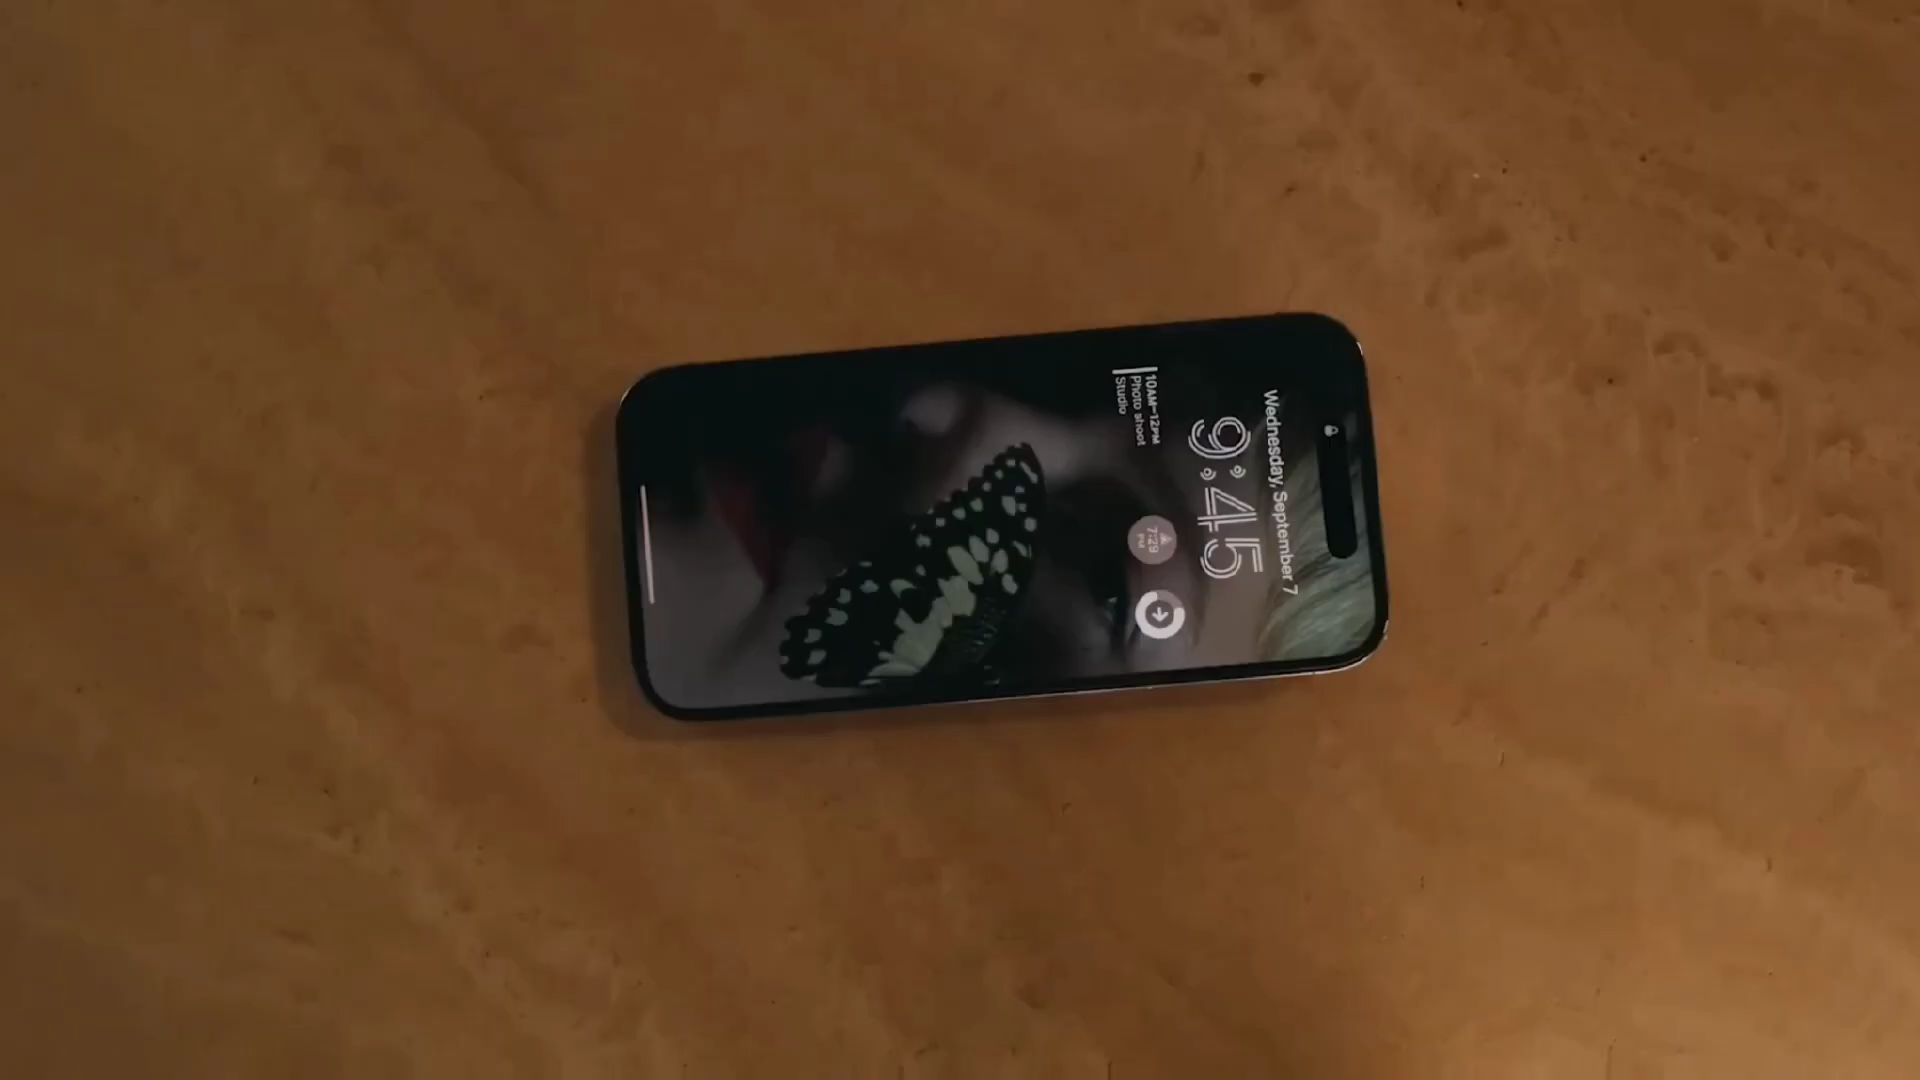 Wednesday, September 7
9:45
10AM–12PM
Photo shoot
Studio
7:29
PM